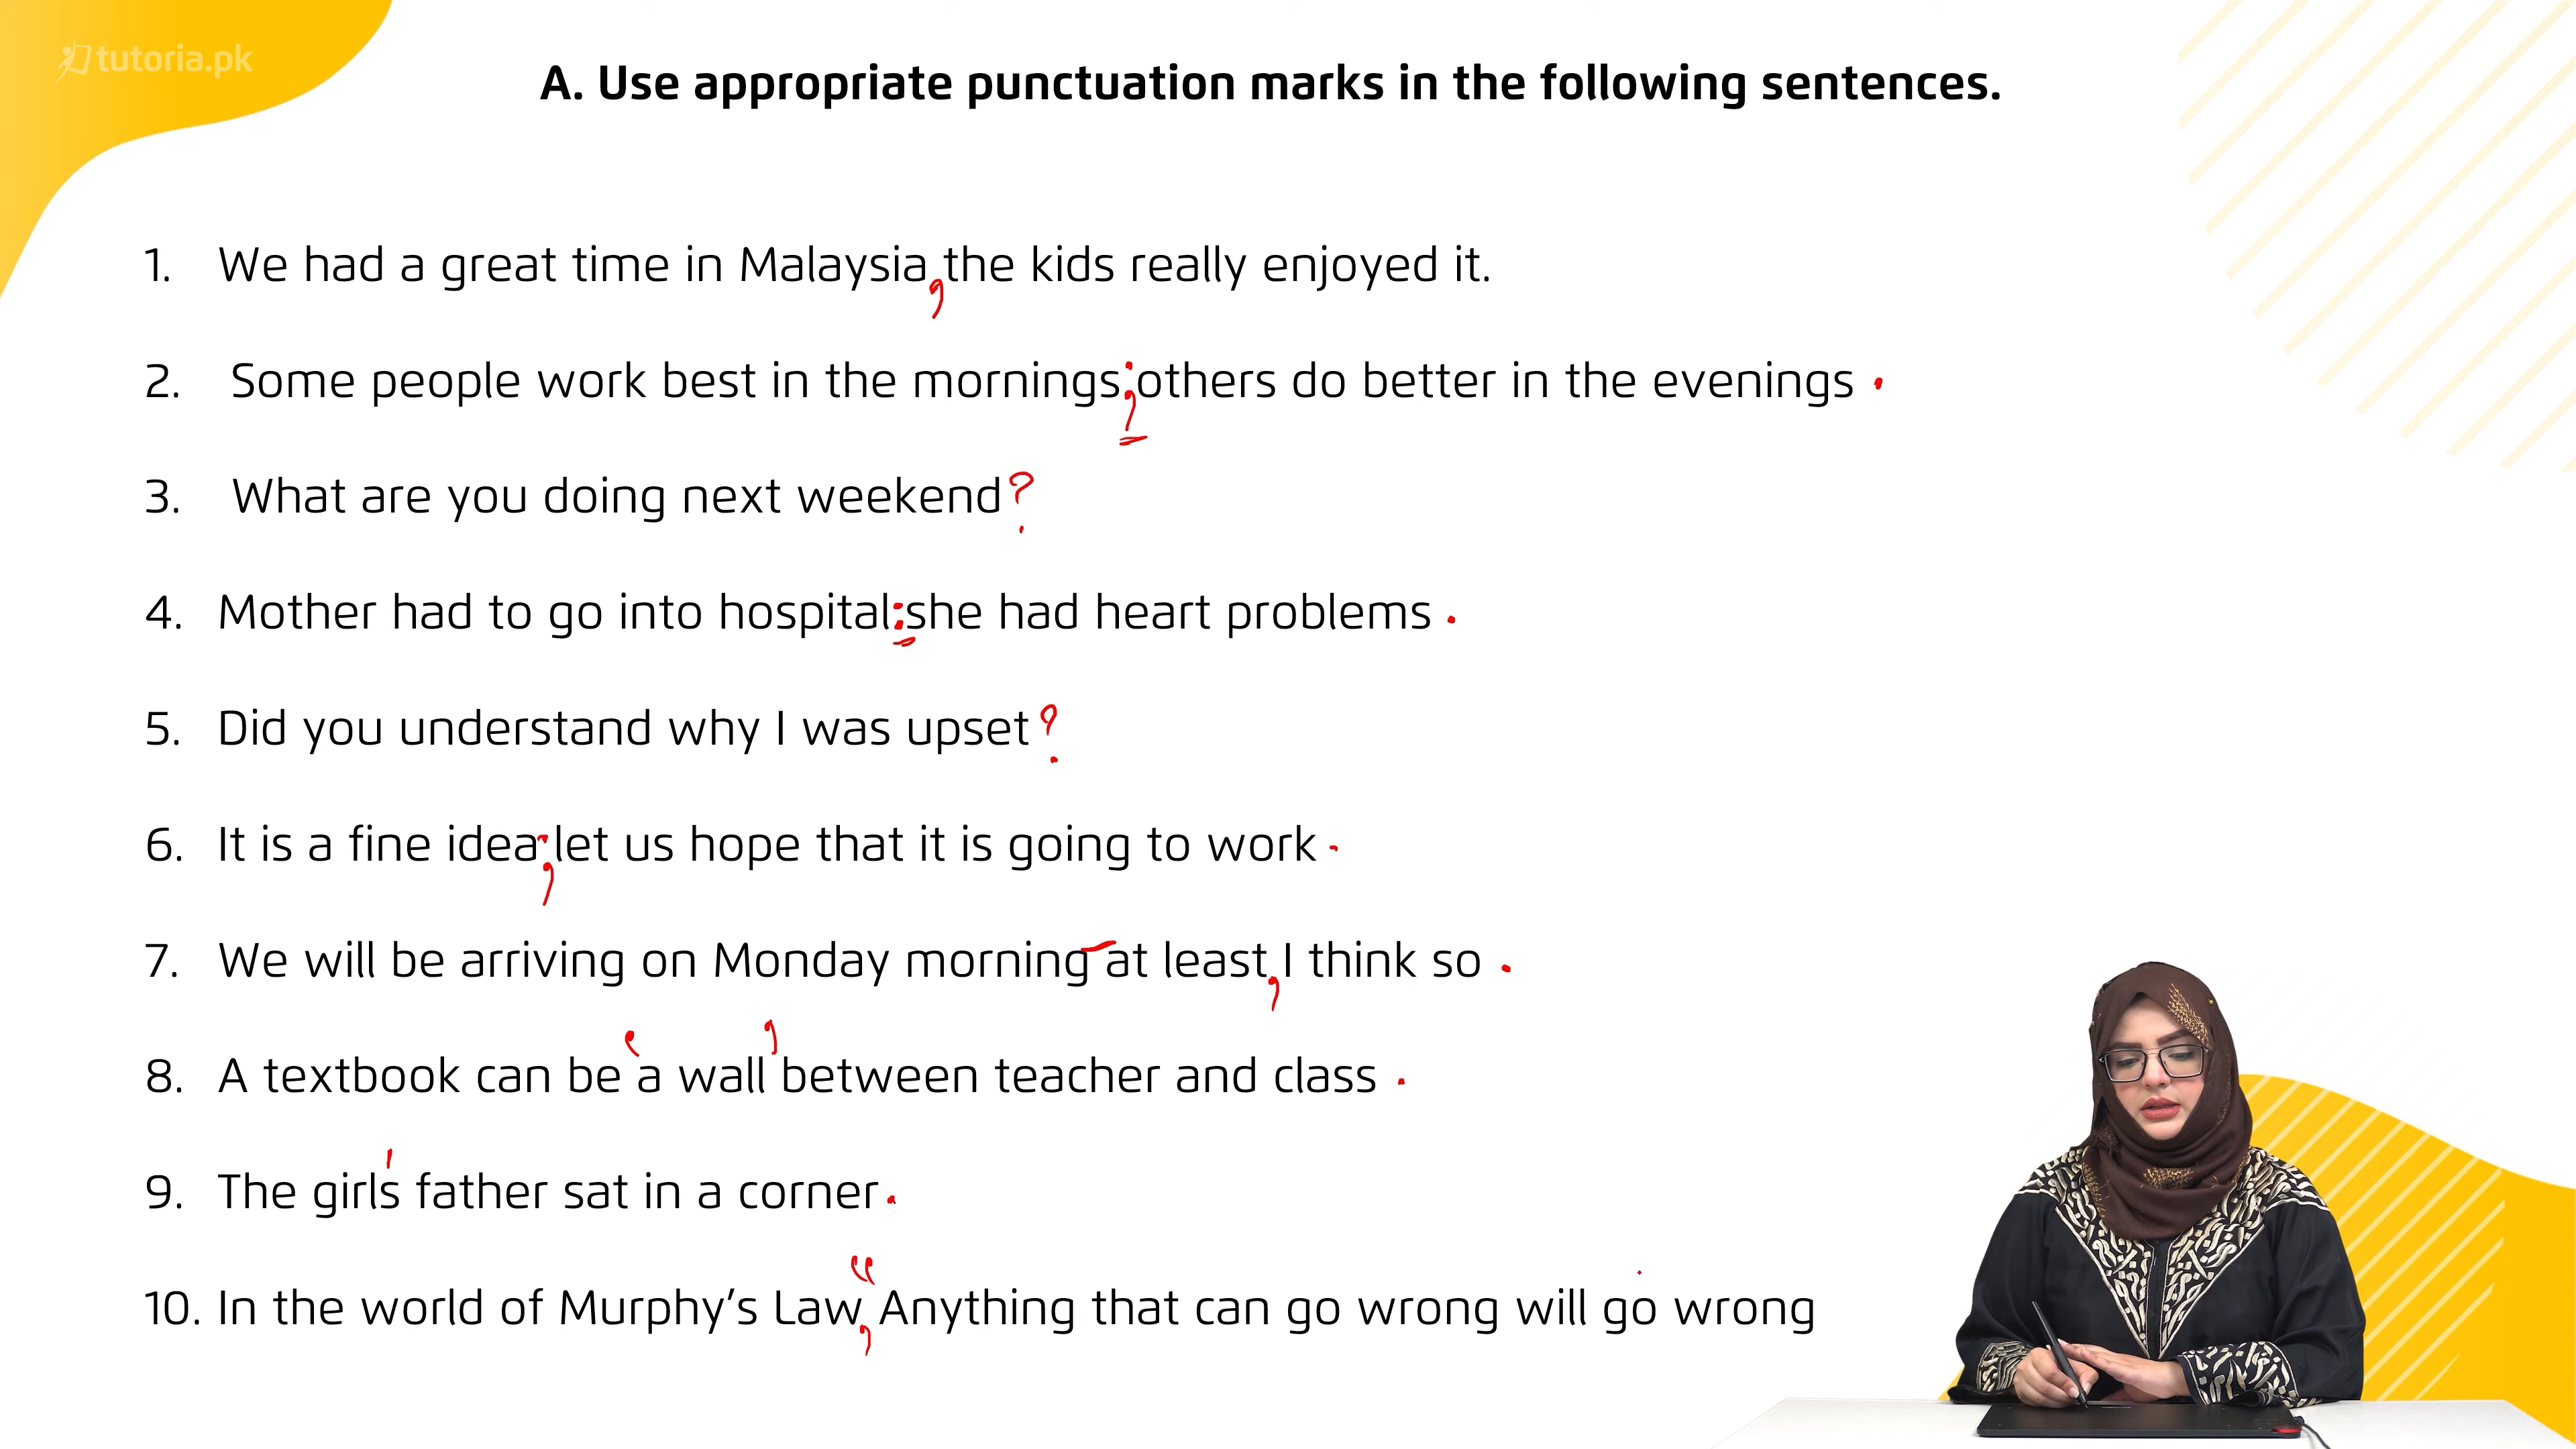 tutoria.pk
A. Use appropriate punctuation marks in the following sentences.
1. We had a great time in Malaysia, the kids really enjoyed it.
2. Some people work best in the mornings; others do better in the evenings.
3. What are you doing next weekend?
4. Mother had to go into hospital: she had heart problems.
5. Did you understand why I was upset?
6. It is a fine idea; let us hope that it is going to work.
7. We will be arriving on Monday morning - at least, I think so.
8. A textbook can be ‘a wall’ between teacher and class.
9. The girl's father sat in a corner.
10. In the world of Murphy’s Law, “Anything that can go wrong will go wrong